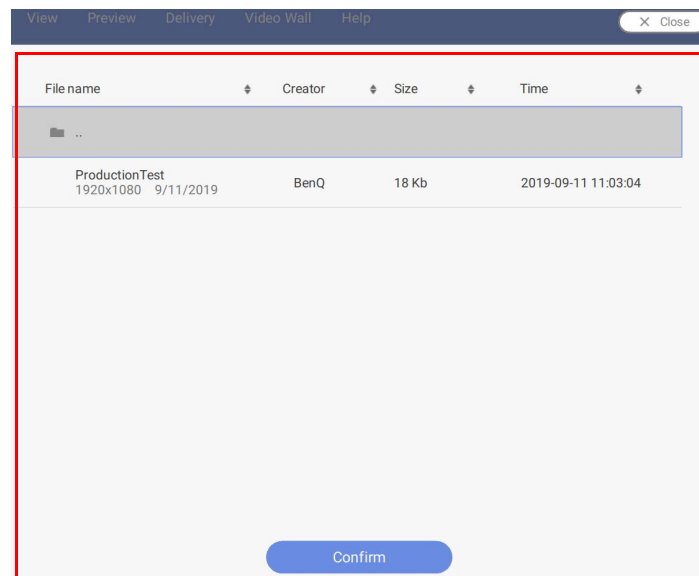 View Preview Delivery Video Wall Help × Close
File name Creator Size Time
..
ProductionTest
1920x1080 9/11/2019 BenQ 18 Kb 2019-09-11 11:03:04
Confirm